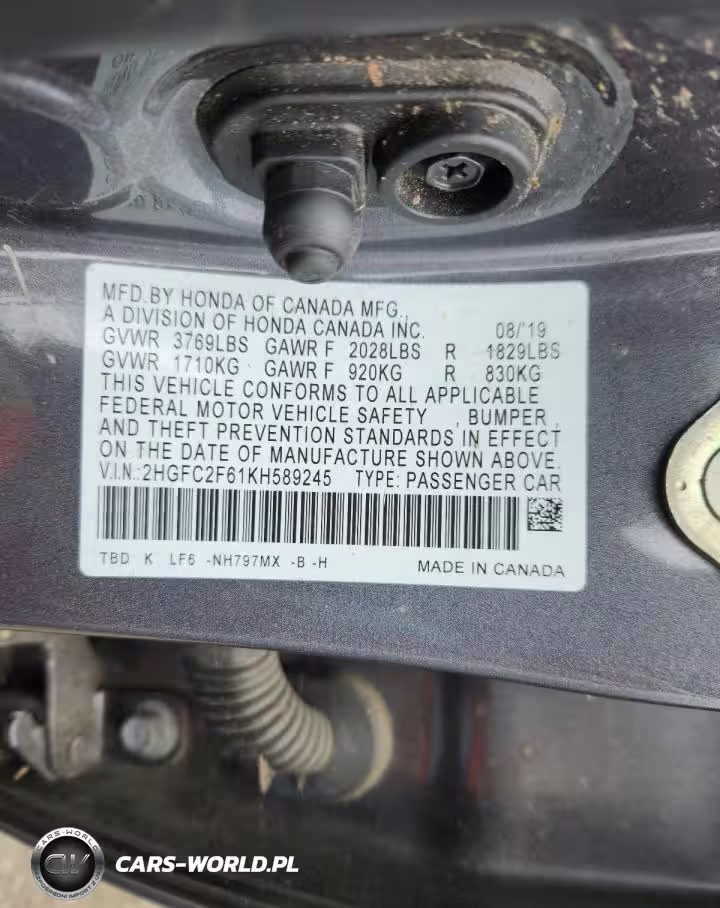 MFD.BY HONDA OF CANADA MFG.,
A DIVISION OF HONDA CANADA INC. 08/'19
GVWR 3769LBS GAWR F 2028LBS R 1829LBS
GVWR 1710KG GAWR F 920KG R 830KG
THIS VEHICLE CONFORMS TO ALL APPLICABLE
FEDERAL MOTOR VEHICLE SAFETY , BUMPER ,
AND THEFT PREVENTION STANDARDS IN EFFECT
ON THE DATE OF MANUFACTURE SHOWN ABOVE.
V.I.N.:2HGFC2F61KH589245 TYPE: PASSENGER CAR
TBD K LF6 -NH797MX -B -H MADE IN CANADA
CARS-WORLD
CW
CARS-WORLD.PL